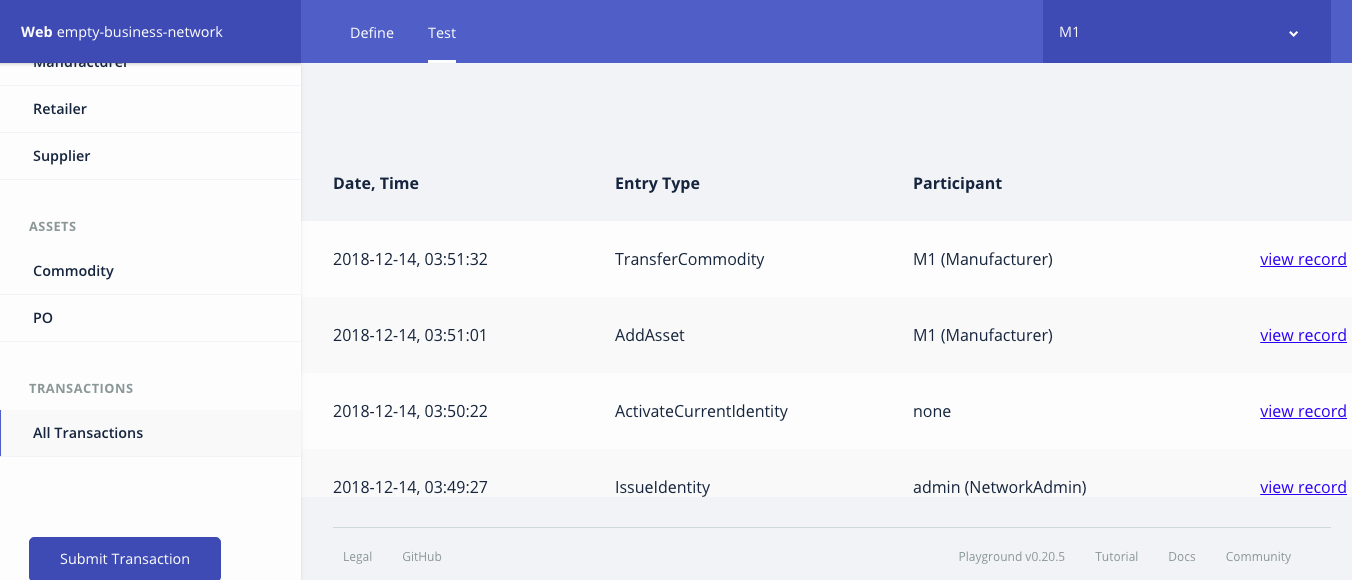 Web empty-business-network
Define
Test
M1
Manufacturer
Retailer
Supplier
ASSETS
Commodity
PO
TRANSACTIONS
All Transactions
Submit Transaction
Date, Time Entry Type Participant
2018-12-14, 03:51:32 TransferCommodity M1 (Manufacturer) view record
2018-12-14, 03:51:01 AddAsset M1 (Manufacturer) view record
2018-12-14, 03:50:22 ActivateCurrentIdentity none view record
2018-12-14, 03:49:27 IssueIdentity admin (NetworkAdmin) view record
Legal GitHub Playground v0.20.5 Tutorial Docs Community